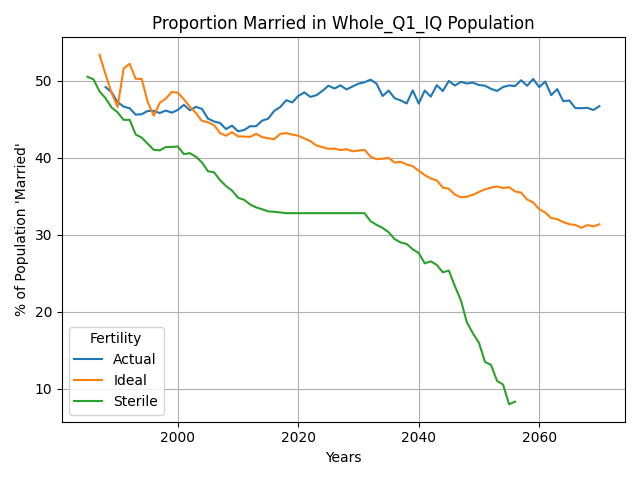 Proportion Married in Whole_Q1_IQ Population
% of Population 'Married'
50
40
30
20
10
Fertility
Actual
Ideal
Sterile
2000 2020 2040 2060
Years